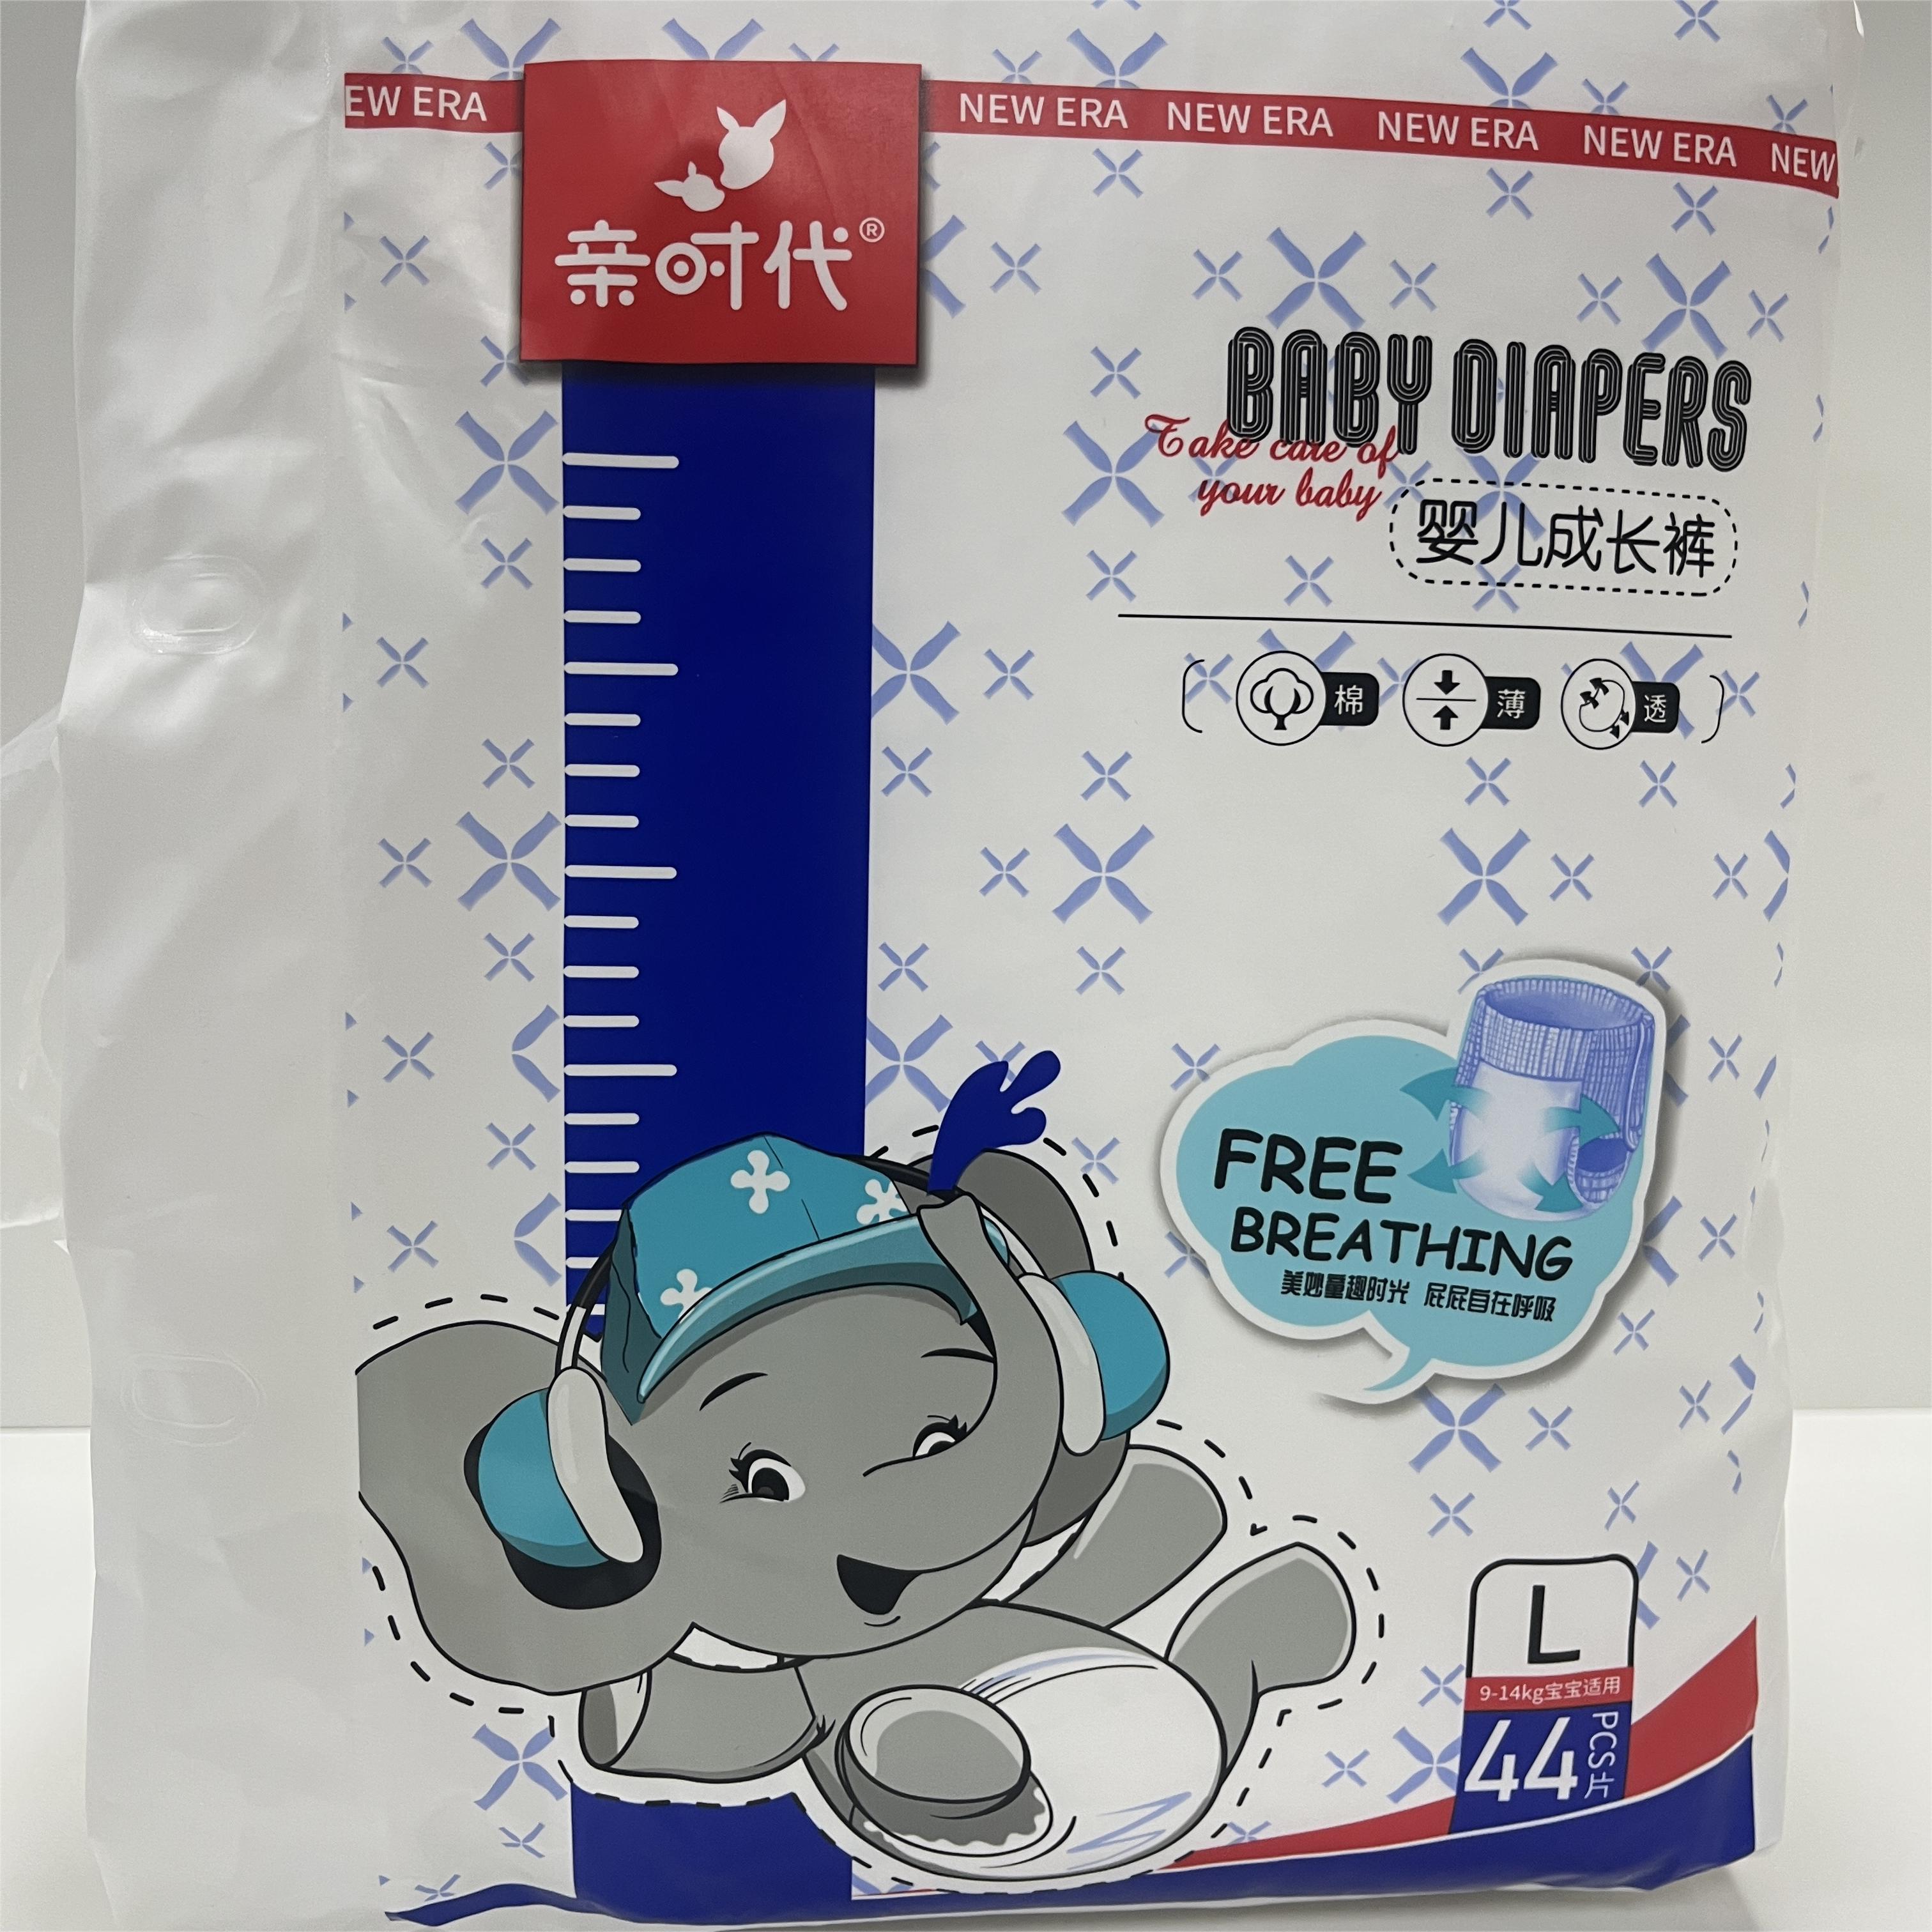 EW ERA NEW ERA NEW ERA NEW ERA NEW ERA NEW
亲时代®
BABY DIAPERS
Take care of
your baby
婴儿成长裤
棉 薄 透
FREE
BREATHING
美妙童趣时光 屁屁自在呼吸
L
9-14kg宝宝适用
44 PCS片